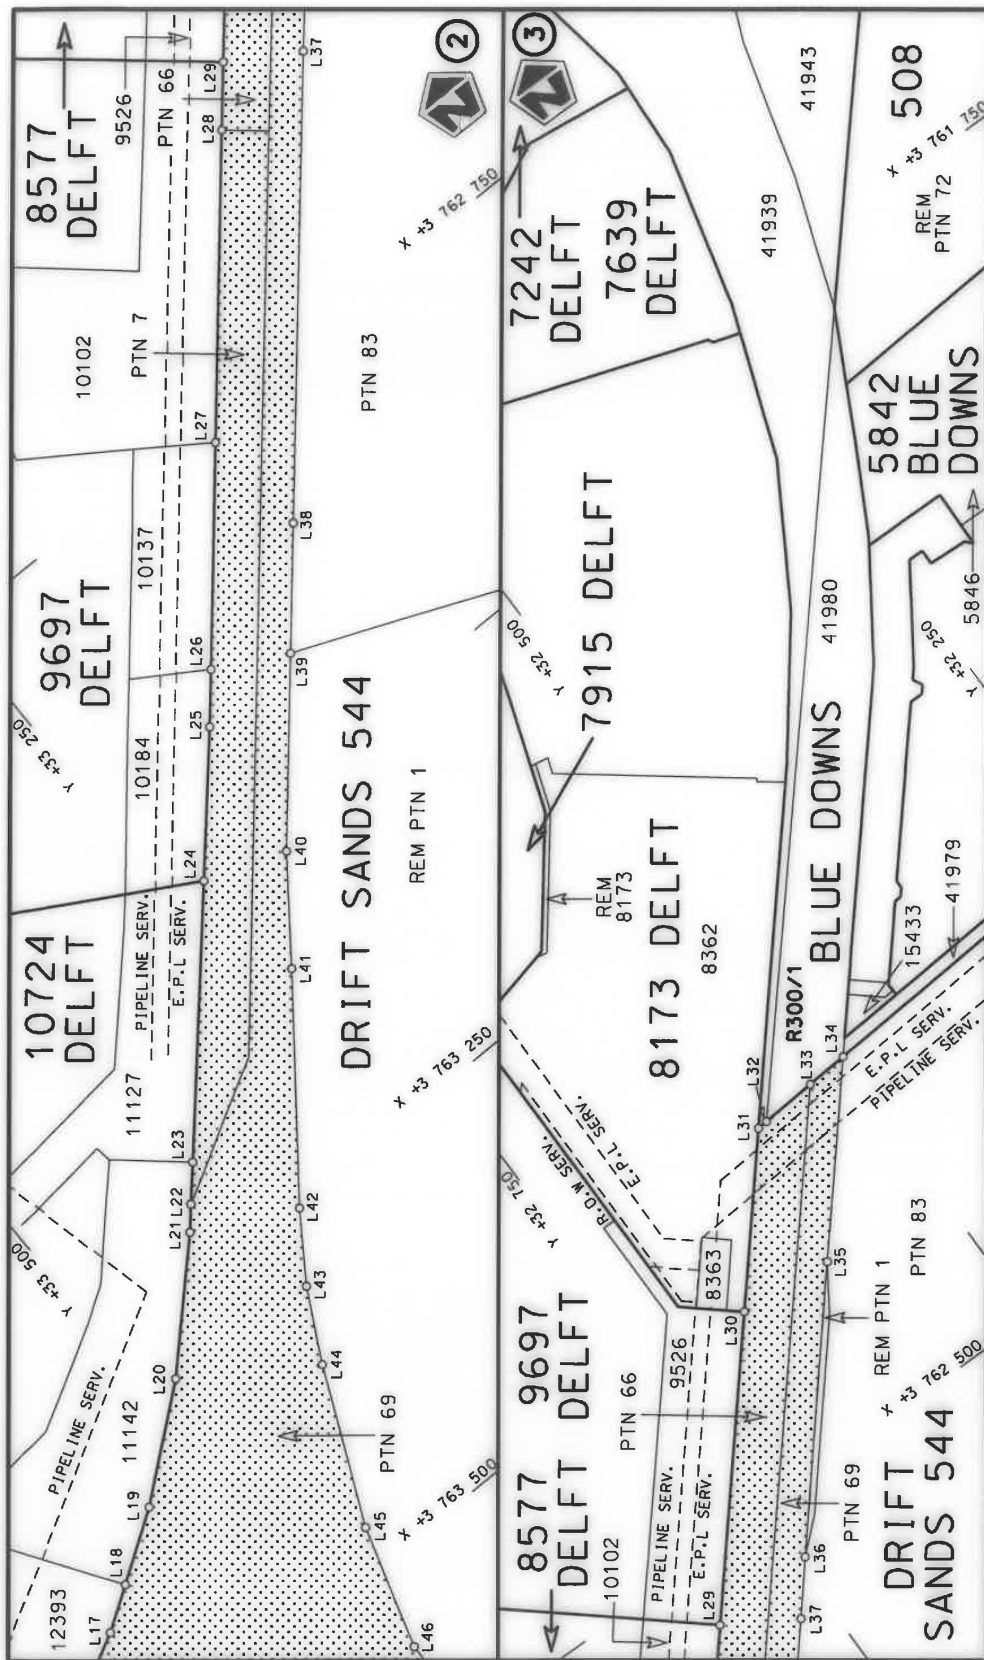 12393
L17
L18
L19
11142
PIPELINE SERV.
L20
Y +33 500
L21
L22
L23
11127
10724
DELFT
PIPELINE SERV.
E.P.L SERV.
L24
10184
Y +33 250
9697
DELFT
L25
L26
10137
L27
10102
PTN 7
8577
DELFT
9526
PTN 66
L28
L29
L46
L45
X +3 763 500
PTN 69
L44
L43
L42
X +3 763 250
L41
DRIFT SANDS 544
REM PTN 1
L40
L39
L38
PTN 83
X +3 762 750
L37
2
8577
DELFT
9697
DELFT
10102
PTN 66
PIPELINE SERV.
9526
E.P.L SERV.
L29
L30
8363
Y +32 750
R.O.W SERV.
E.P.L SERV.
L31
L32
8173 DELFT
8362
REM
8173
7915 DELFT
Y +32 500
7242
DELFT
7639
DELFT
3
L37
L36
PTN 69
DRIFT
SANDS 544
X +3 762 500
REM PTN 1
PTN 83
L35
L34
L33
R300/1
E.P.L SERV.
PIPELINE SERV.
BLUE DOWNS
15433
41979
41980
Y +32 250
5846
5842
BLUE
DOWNS
41939
41943
REM
PTN 72
508
X +3 761 750